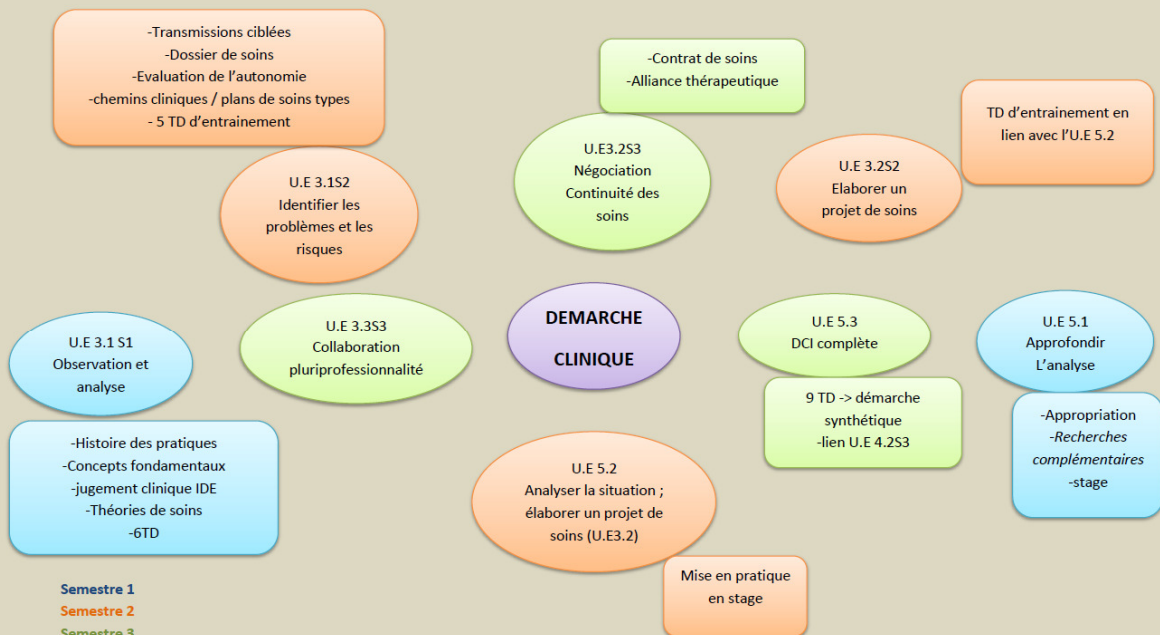 -Transmissions ciblées
-Dossier de soins
-Evaluation de l'autonomie
-chemins cliniques / plans de soins types
- 5 TD d'entrainement
U.E 3.1S2
Identifier les
problèmes et les
risques
-Contrat de soins
-Alliance thérapeutique
U.E3.2S3
Négociation
Continuité des
soins
TD d'entrainement en
lien avec l'U.E 5.2
U.E 3.2S2
Elaborer un
projet de soins
U.E 3.1 S1
Observation et
analyse
-Histoire des pratiques
-Concepts fondamentaux
-jugement clinique IDE
-Théories de soins
-6TD
U.E 3.3S3
Collaboration
pluriprofessionnalité
DEMARCHE
CLINIQUE
U.E 5.3
DCI complète
9 TD -> démarche
synthétique
-lien U.E 4.2S3
U.E 5.1
Approfondir
L'analyse
-Appropriation
-Recherches
complémentaires
-stage
U.E 5.2
Analyser la situation ;
élaborer un projet de
soins (U.E3.2)
Mise en pratique
en stage
Semestre 1
Semestre 2
Semestre 3